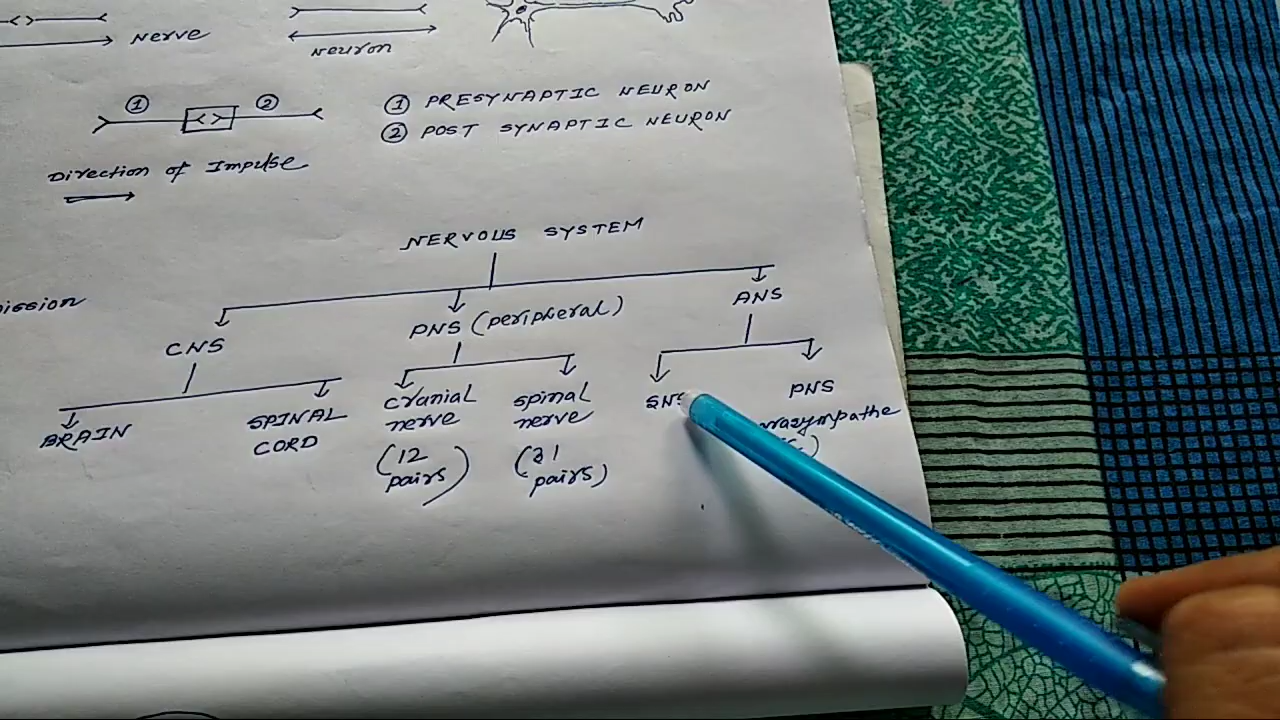 Nerve
Neuron
① ②
① PRESYNAPTIC NEURON
② POST SYNAPTIC NEURON
Direction of Impulse
NERVOUS SYSTEM
CNS
PNS (peripheral)
ANS
BRAIN
SPINAL
CORD
cranial
nerve
(12
pairs)
spinal
nerve
(31
pairs)
SNS
PNS